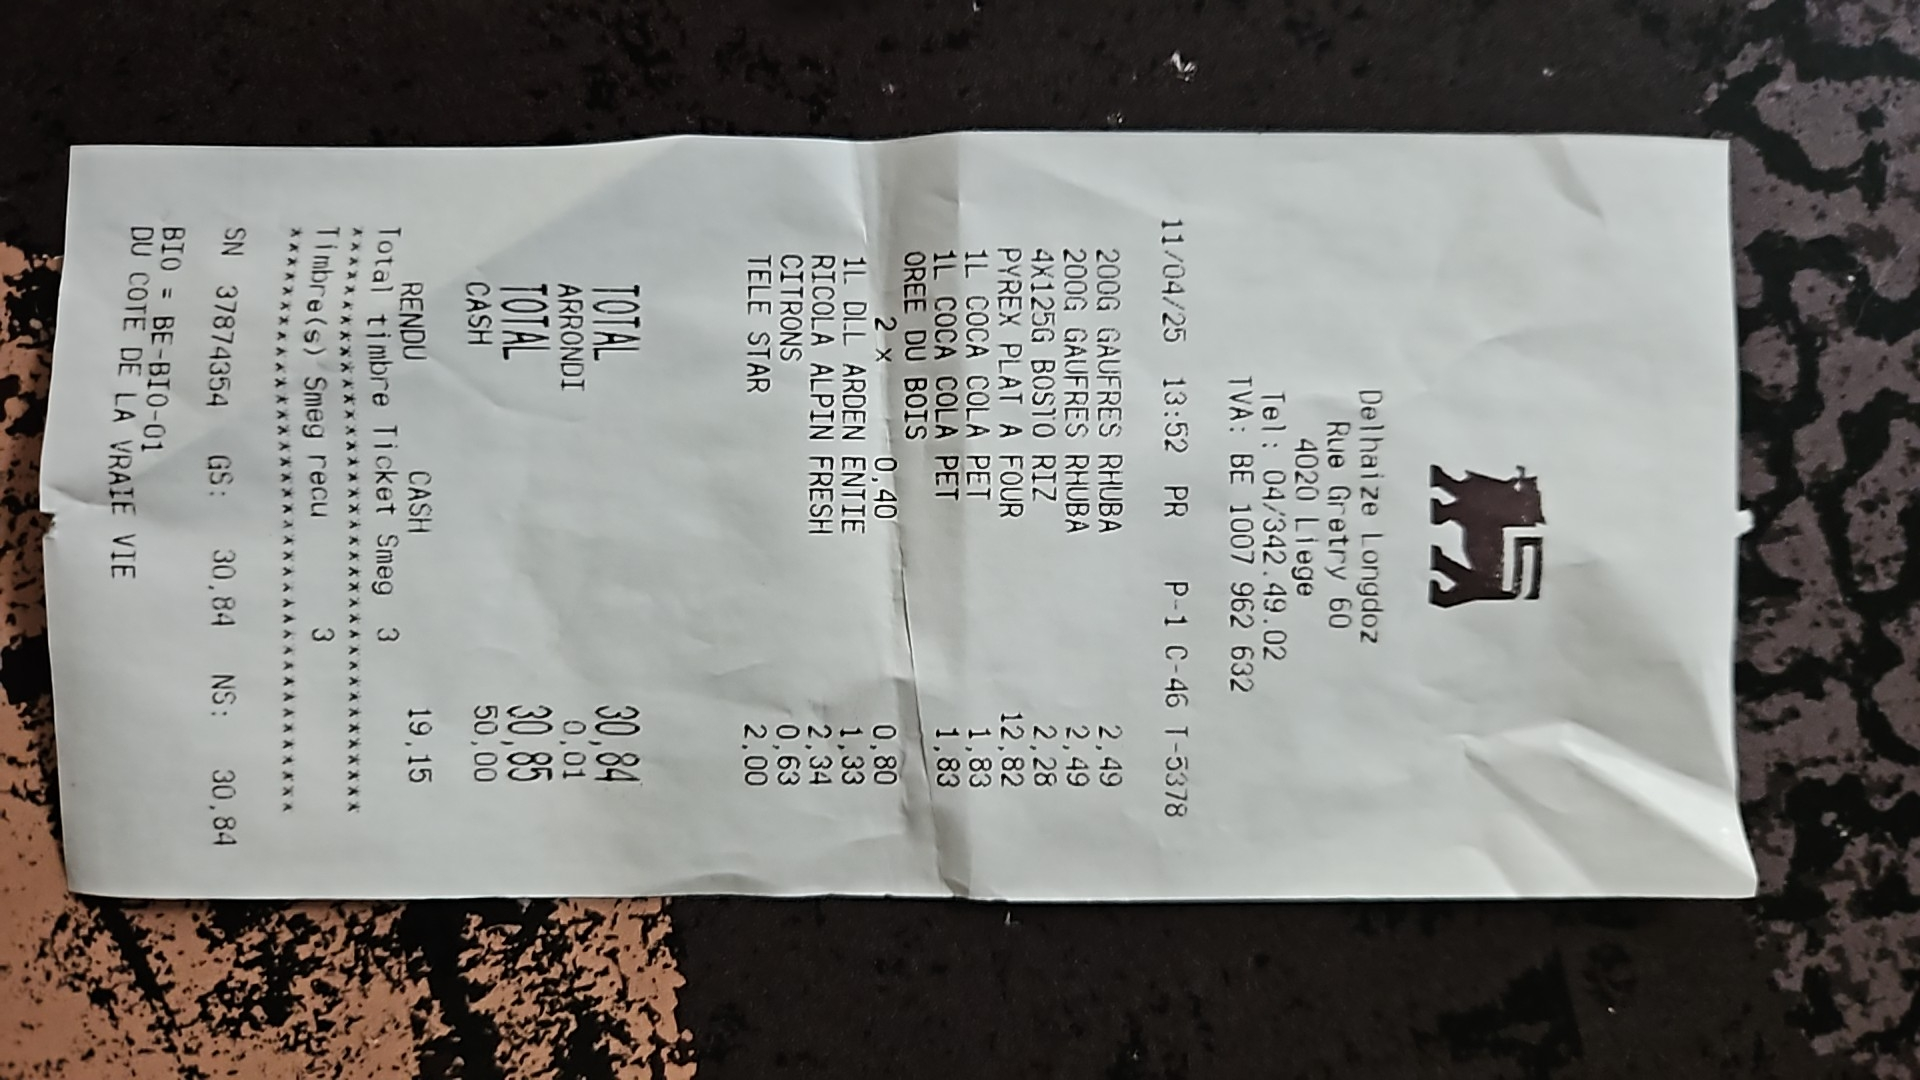 Delhaize Longdoz
Rue Gretry 60
4020 Liege
Tel: 04/342.49.02
TVA: BE 1007 962 632
11/04/25 13:52 PR P-1 C-46 T-5378
200G GAUFRES RHUBA 2,49
200G GAUFRES RHUBA 2,49
4X125G BOSTO RIZ 2,28
PYREX PLAT A FOUR 12,82
1L COCA COLA PET 1,83
1L COCA COLA PET 1,83
OREE DU BOIS
2 x 0,40 0,80
1L DLL ARDEN ENTIE 1,33
RICOLA ALPIN FRESH 2,34
CITRONS 0,63
TELE STAR 2,00
TOTAL 30,84
ARRONDI 0,01
TOTAL 30,85
CASH 50,00
RENDU CASH 19,15
Total timbre Ticket Smeg 3
****************************************
Timbre(s) Smeg recu 3
****************************************
SN 37874354 GS: 30,84 NS: 30,84
BIO = BE-BIO-01
DU COTE DE LA VRAIE VIE